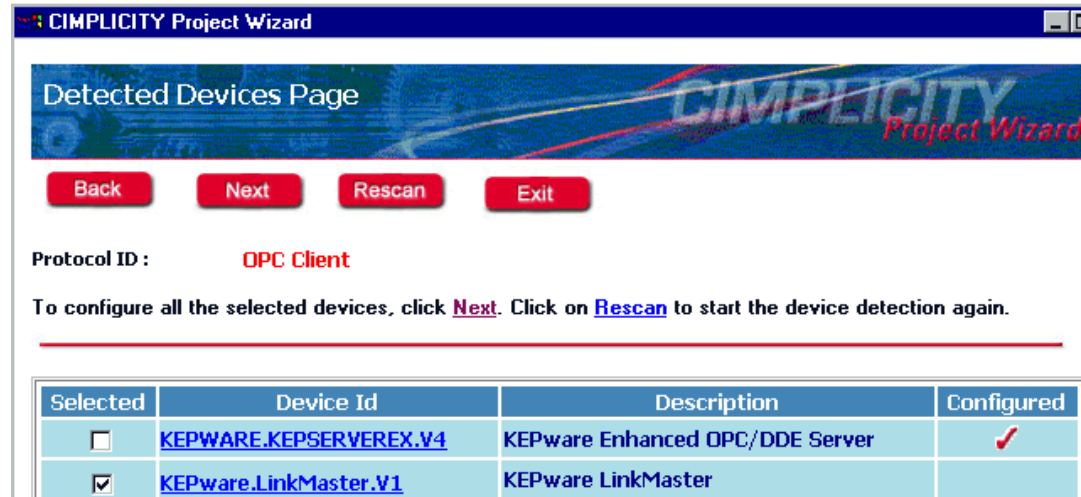 CIMPLICITY Project Wizard
Detected Devices Page
CIMPLICITY
Project Wizard
Back Next Rescan Exit
Protocol ID : OPC Client
To configure all the selected devices, click Next. Click on Rescan to start the device detection again.
Selected Device Id Description Configured
KEPWARE.KEPSERVEREX.V4 KEPware Enhanced OPC/DDE Server
KEPware.LinkMaster.V1 KEPware LinkMaster